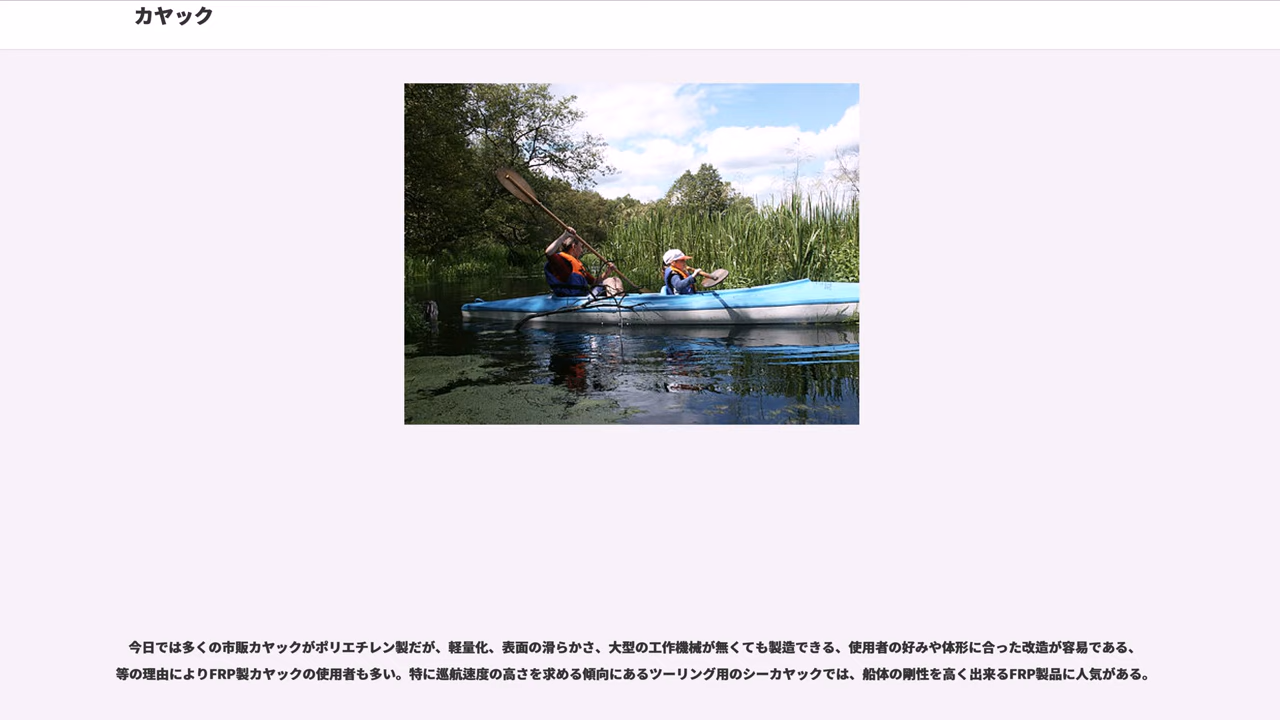 カヤック
今日では多くの市販カヤックがポリエチレン製だが、軽量化、表面の滑らかさ、大型の工作機械が無くても製造できる、使用者の好みや体形に合った改造が容易である、
等の理由によりFRP製カヤックの使用者も多い。特に巡航速度の高さを求める傾向にあるツーリング用のシーカヤックでは、船体の剛性を高く出来るFRP製品に人気がある。